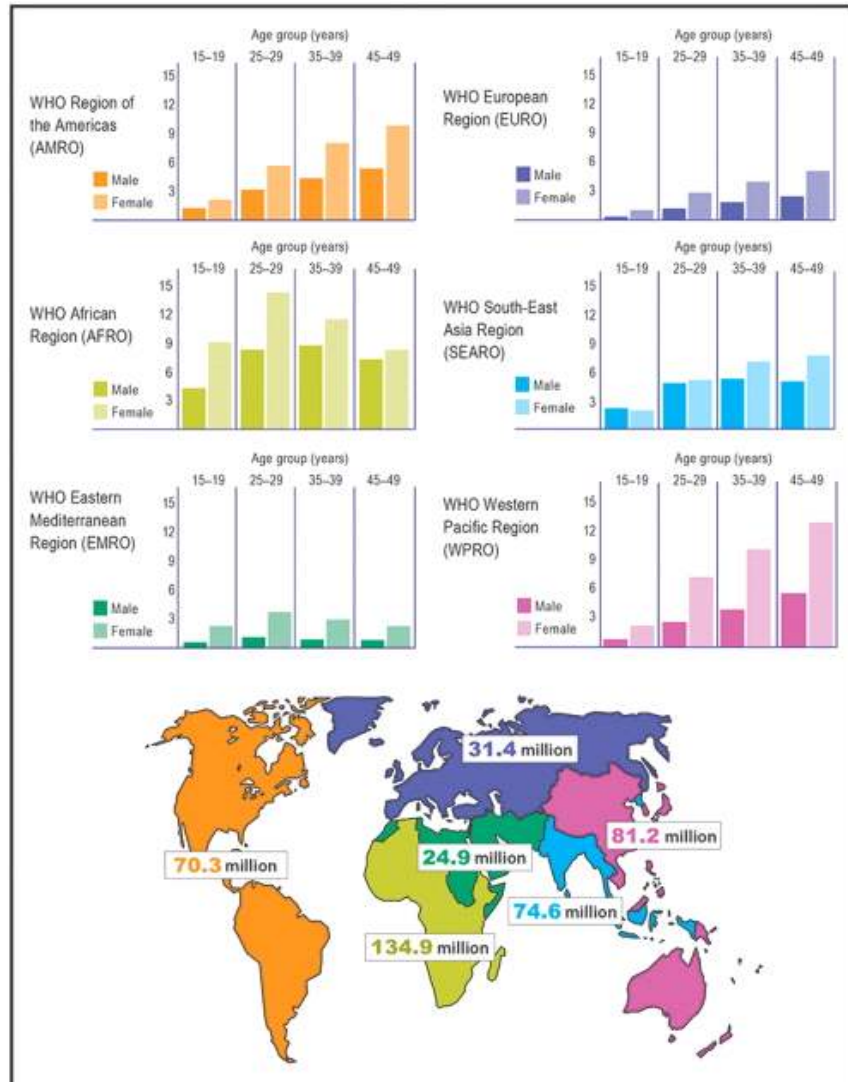 Age group (years)
15–19 25–29 35–39 45–49
WHO Region of
the Americas
(AMRO)
15
12
9
6
3
Male
Female
Age group (years)
15–19 25–29 35–39 45–49
WHO European
Region (EURO)
15
12
9
6
3
Male
Female
Age group (years)
15–19 25–29 35–39 45–49
WHO African
Region (AFRO)
15
12
9
6
3
Male
Female
Age group (years)
15–19 25–29 35–39 45–49
WHO South-East
Asia Region
(SEARO)
15
12
9
6
3
Male
Female
Age group (years)
15–19 25–29 35–39 45–49
WHO Eastern
Mediterranean
Region (EMRO)
15
12
9
6
3
Male
Female
Age group (years)
15–19 25–29 35–39 45–49
WHO Western
Pacific Region
(WPRO)
15
12
9
6
3
Male
Female
31.4 million
81.2 million
70.3 million
24.9 million
74.6 million
134.9 million